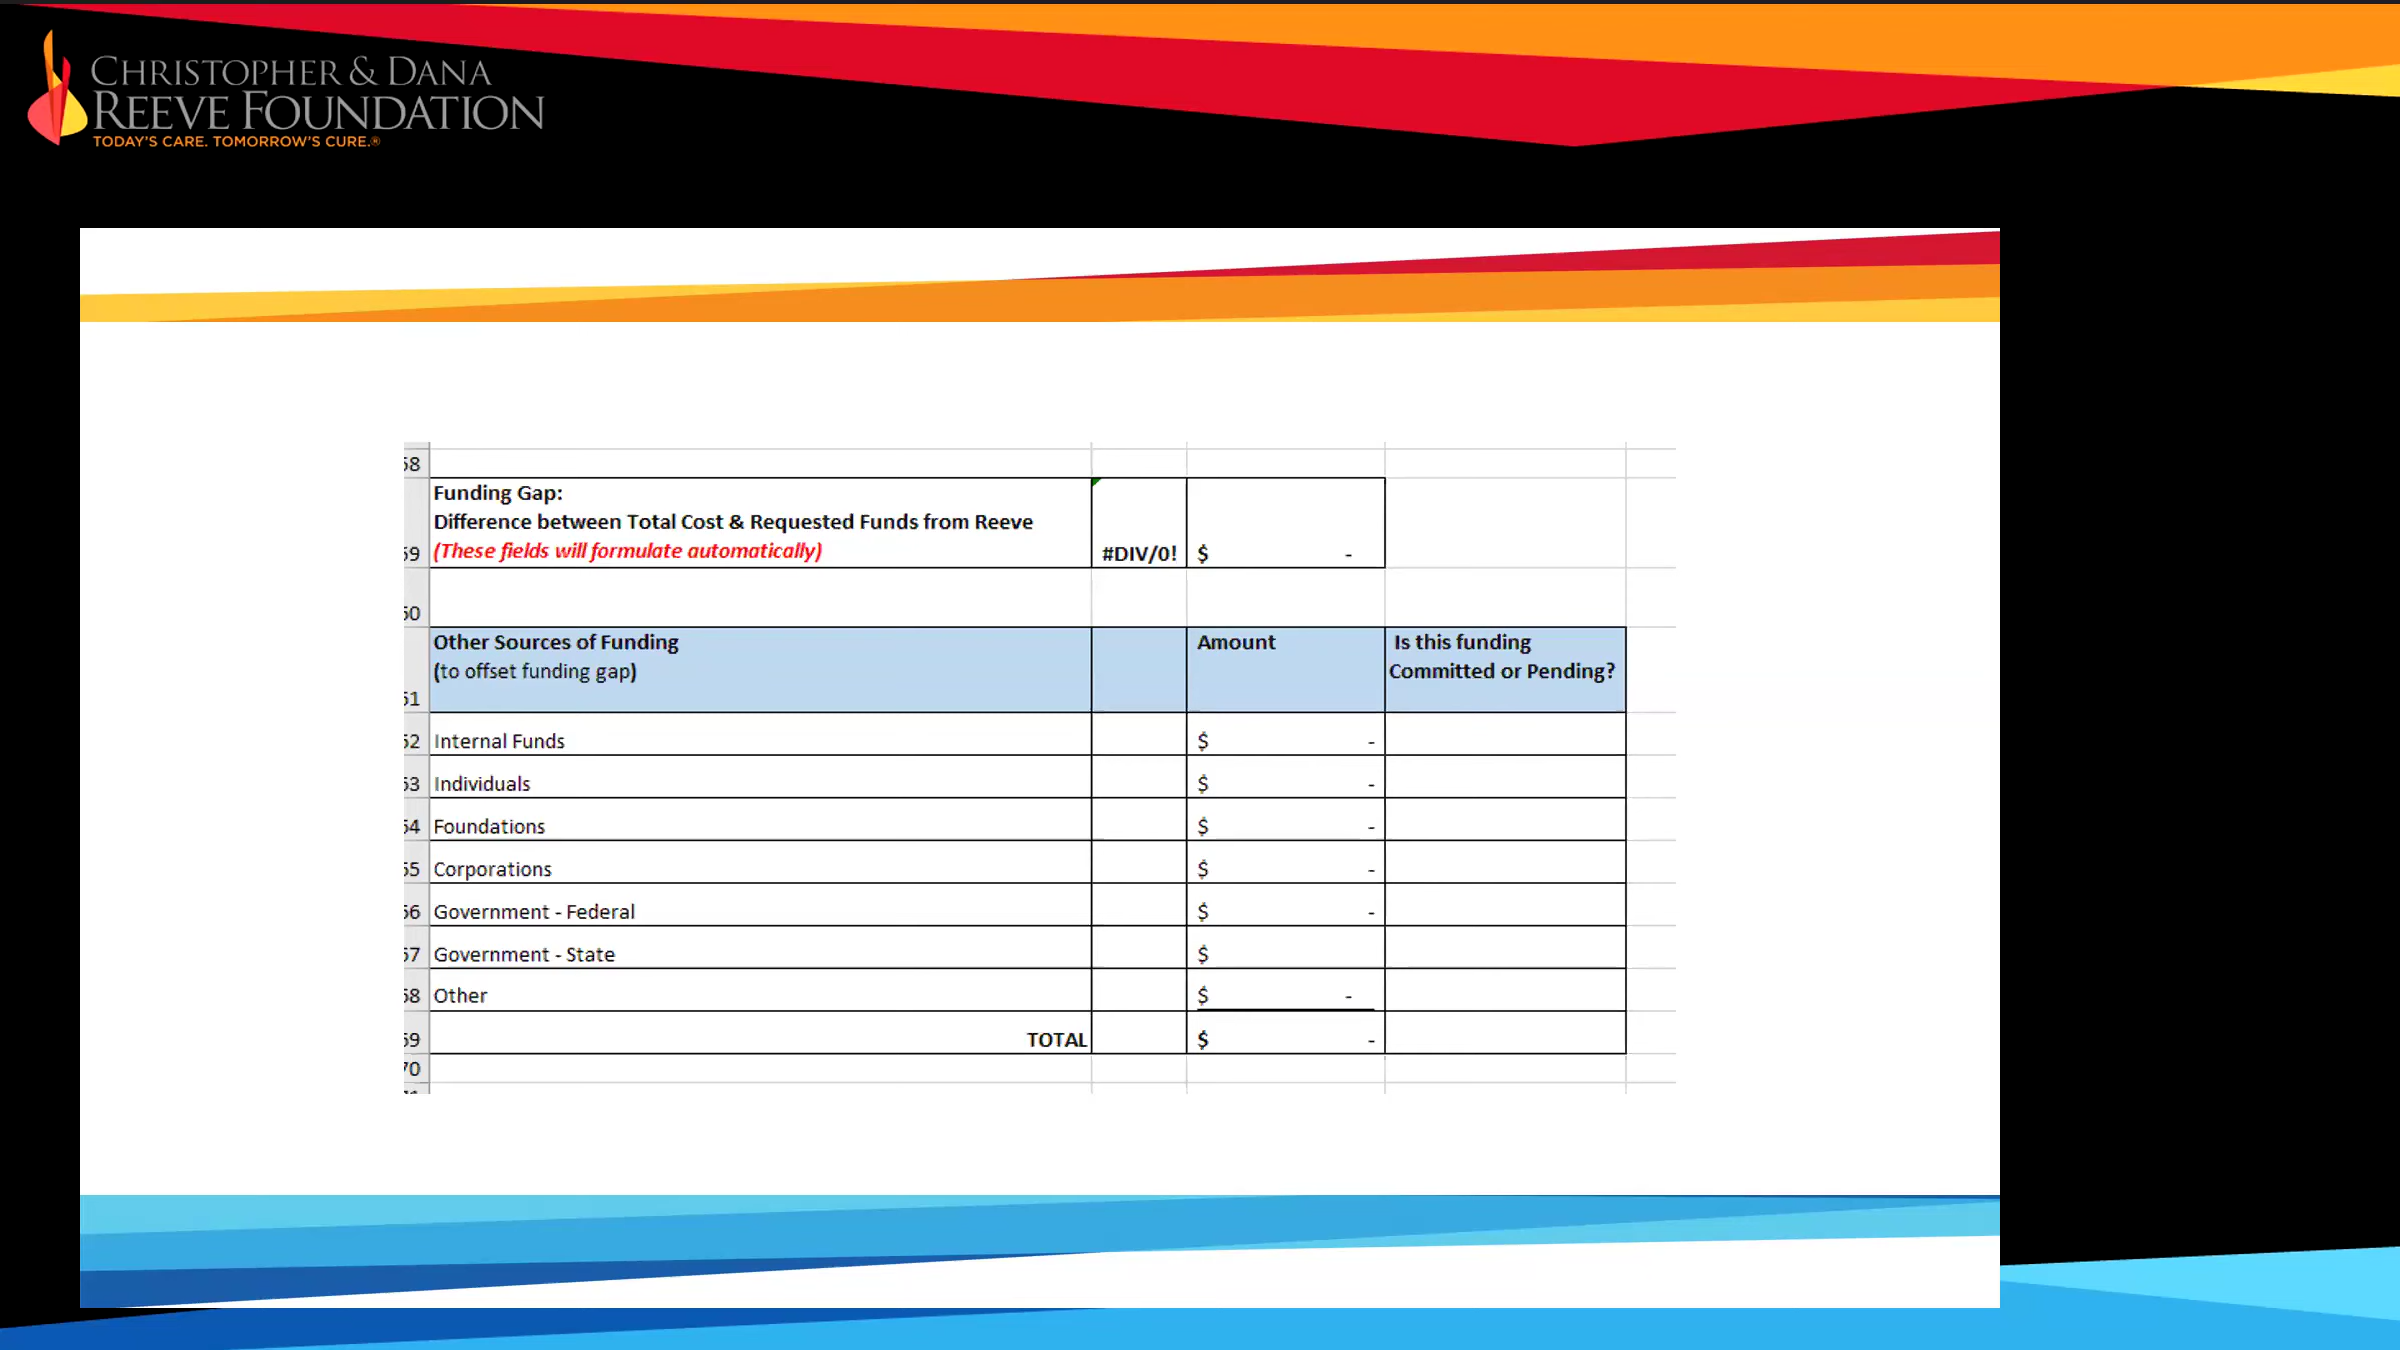 CHRISTOPHER & DANA
REEVE FOUNDATION
TODAY'S CARE. TOMORROW'S CURE.®
Funding Gap:
Difference between Total Cost & Requested Funds from Reeve
(These fields will formulate automatically) #DIV/0! $ -
Other Sources of Funding Amount Is this funding
(to offset funding gap) Committed or Pending?
Internal Funds $ -
Individuals $ -
Foundations $ -
Corporations $ -
Government - Federal $ -
Government - State $
Other $ -
TOTAL $ -